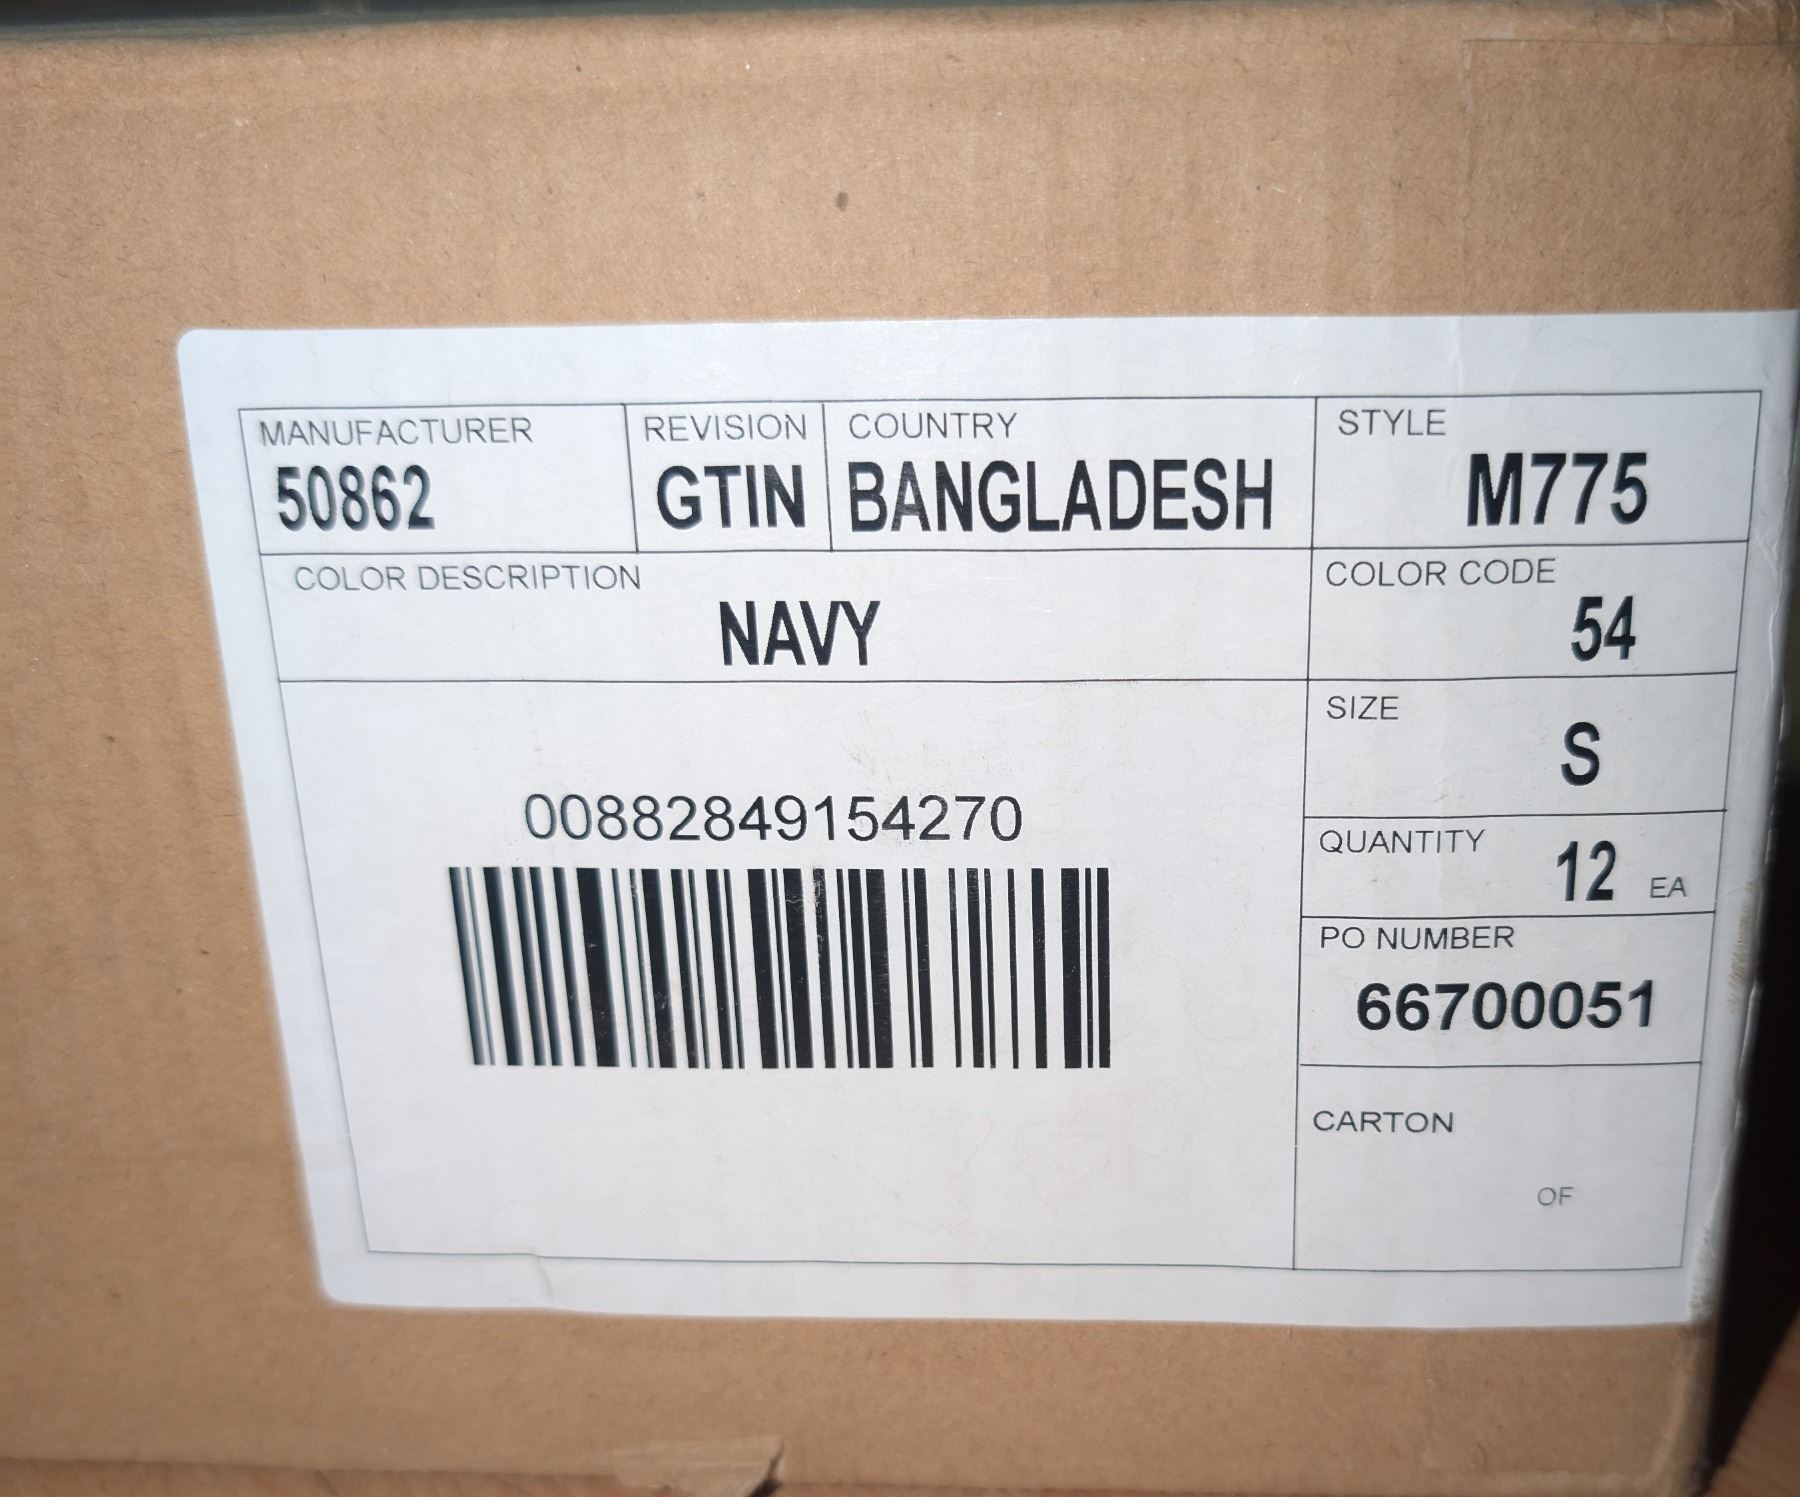 MANUFACTURER
50862
REVISION
GTIN
COUNTRY
BANGLADESH
STYLE
M775
COLOR DESCRIPTION
NAVY
COLOR CODE
54
SIZE
S
00882849154270
QUANTITY
12 EA
PO NUMBER
66700051
CARTON
OF